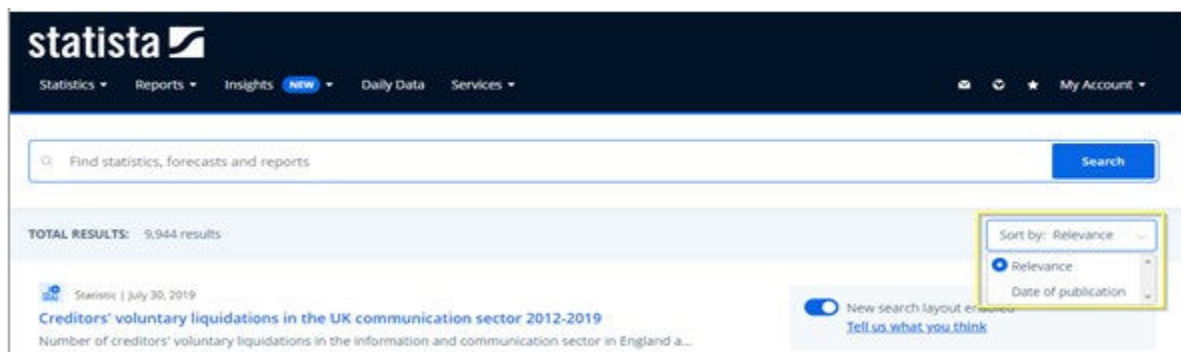 statista
Statistics Reports Insights NEW Daily Data Services My Account
Find statistics, forecasts and reports Search
TOTAL RESULTS: 9,944 results Sort by: Relevance
Relevance
Date of publication
Statistic | July 30, 2019
Creditors' voluntary liquidations in the UK communication sector 2012-2019
Number of creditors' voluntary liquidations in the information and communication sector in England a...
New search layout enabled
Tell us what you think